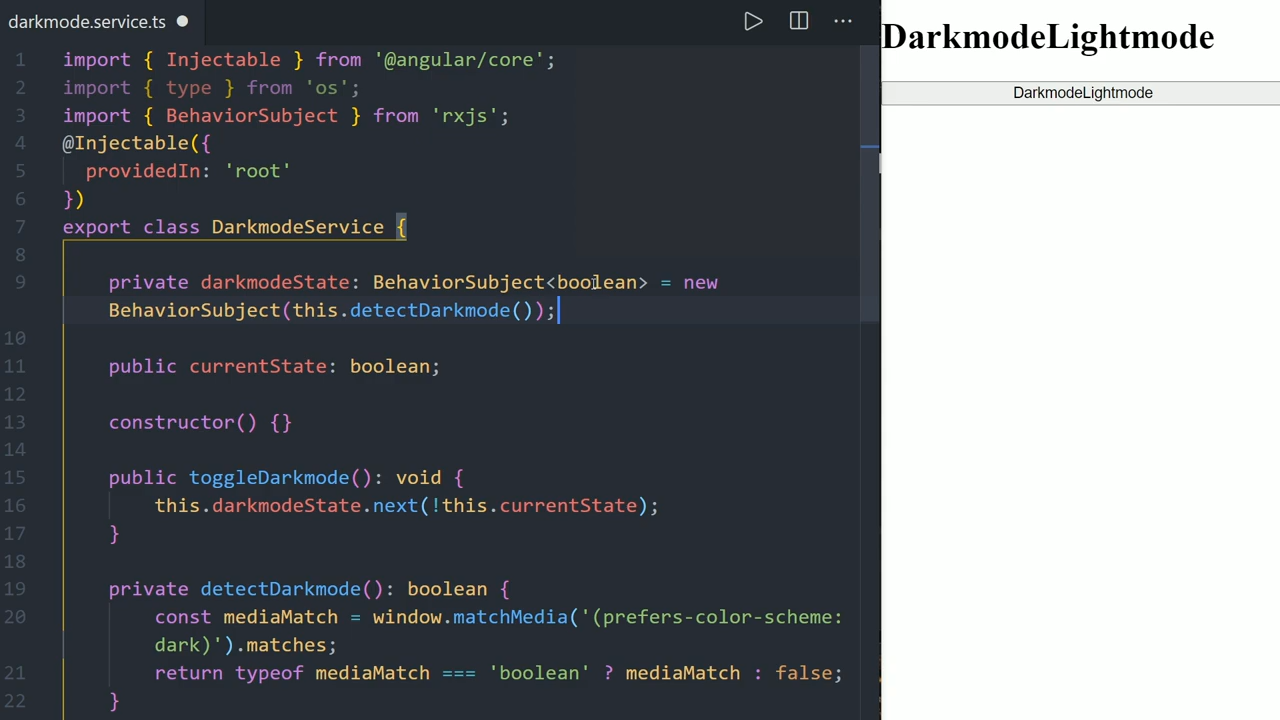 darkmode.service.ts
1 import { Injectable } from '@angular/core';
2 import { type } from 'os';
3 import { BehaviorSubject } from 'rxjs';
4 @Injectable({
5 providedIn: 'root'
6 })
7 export class DarkmodeService {
8
9 private darkmodeState: BehaviorSubject<boolean> = new
BehaviorSubject(this.detectDarkmode());
10
11 public currentState: boolean;
12
13 constructor() {}
14
15 public toggleDarkmode(): void {
16 this.darkmodeState.next(!this.currentState);
17 }
18
19 private detectDarkmode(): boolean {
20 const mediaMatch = window.matchMedia('(prefers-color-scheme:
dark)').matches;
21 return typeof mediaMatch === 'boolean' ? mediaMatch : false;
22 }
DarkmodeLightmode
DarkmodeLightmode